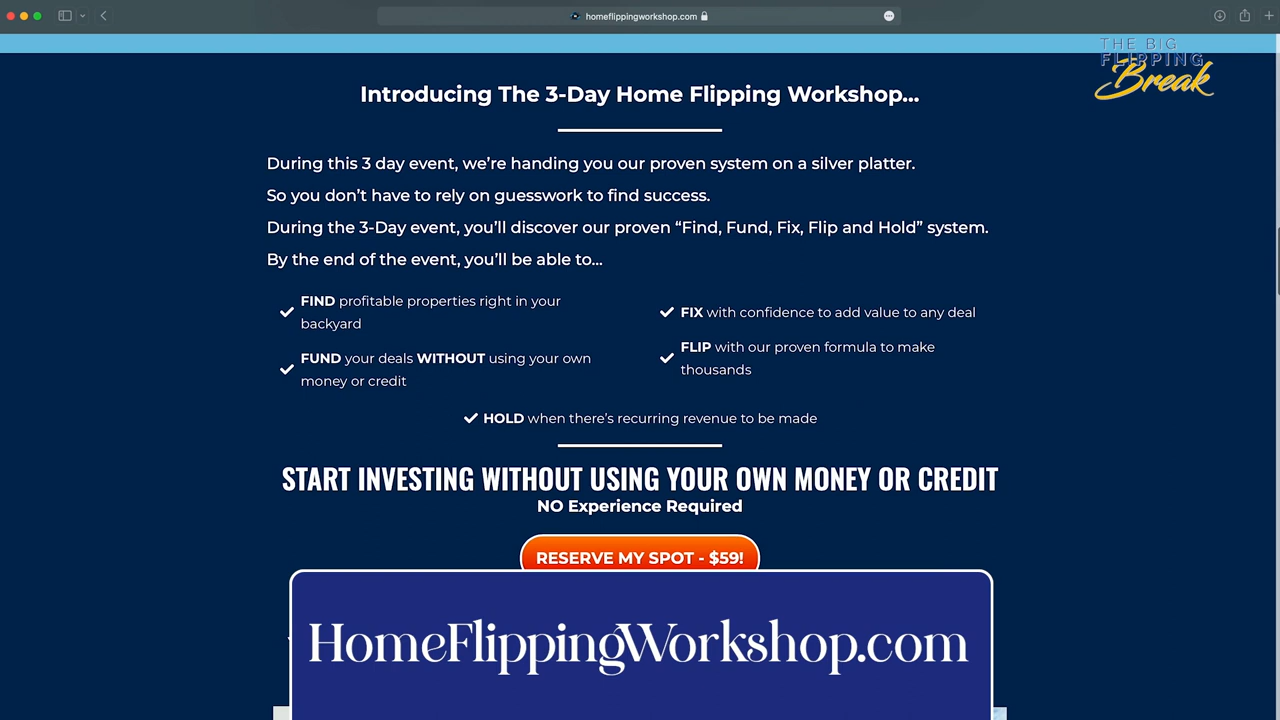 homeflippingworkshop.com
THE BIG
FLIPPING
Break
Introducing The 3-Day Home Flipping Workshop...
During this 3 day event, we’re handing you our proven system on a silver platter.
So you don’t have to rely on guesswork to find success.
During the 3-Day event, you’ll discover our proven “Find, Fund, Fix, Flip and Hold” system.
By the end of the event, you’ll be able to...
FIND profitable properties right in your
backyard
FUND your deals WITHOUT using your own
money or credit
FIX with confidence to add value to any deal
FLIP with our proven formula to make
thousands
HOLD when there’s recurring revenue to be made
START INVESTING WITHOUT USING YOUR OWN MONEY OR CREDIT
NO Experience Required
RESERVE MY SPOT - $59!
HomeFlippingWorkshop.com